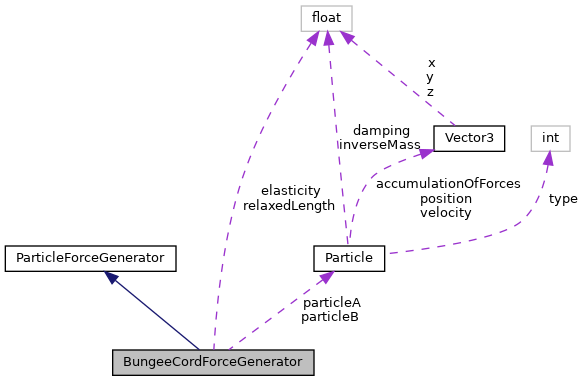 float
x
y
z
damping
inverseMass
Vector3
int
elasticity
relaxedLength
accumulationOfForces
position
velocity
type
ParticleForceGenerator
Particle
particleA
particleB
BungeeCordForceGenerator